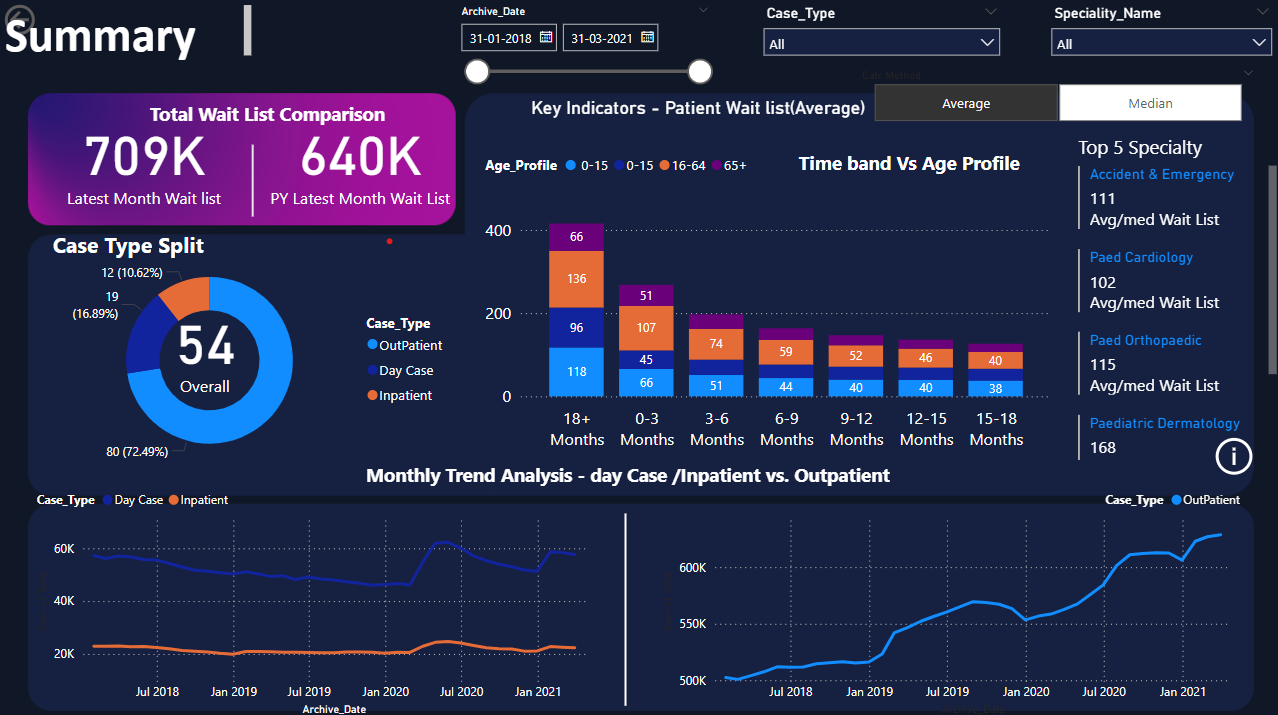 Summary
Archive_Date
31-01-2018
31-03-2021
Case_Type
All
Speciality_Name
All
Calc Method
Average
Median
Total Wait List Comparison
709K
Latest Month Wait list
640K
PY Latest Month Wait List
Key Indicators - Patient Wait list(Average)
Age_Profile 0-15 0-15 16-64 65+
Time band Vs Age Profile
400
200
0
66
136
96
118
51
107
45
66
74
51
59
44
52
40
46
40
40
38
18+
Months
0-3
Months
3-6
Months
6-9
Months
9-12
Months
12-15
Months
15-18
Months
Top 5 Specialty
Accident & Emergency
111
Avg/med Wait List
Paed Cardiology
102
Avg/med Wait List
Paed Orthopaedic
115
Avg/med Wait List
Paediatric Dermatology
168
i
Case Type Split
12 (10.62%)
19
(16.89%)
54
Overall
80 (72.49%)
Case_Type
OutPatient
Day Case
Inpatient
Monthly Trend Analysis - day Case /Inpatient vs. Outpatient
Case_Type Day Case Inpatient
60K
40K
20K
Jul 2018 Jan 2019 Jul 2019 Jan 2020 Jul 2020 Jan 2021
Archive_Date
Case_Type OutPatient
600K
550K
500K
Jul 2018 Jan 2019 Jul 2019 Jan 2020 Jul 2020 Jan 2021
Archive_Date